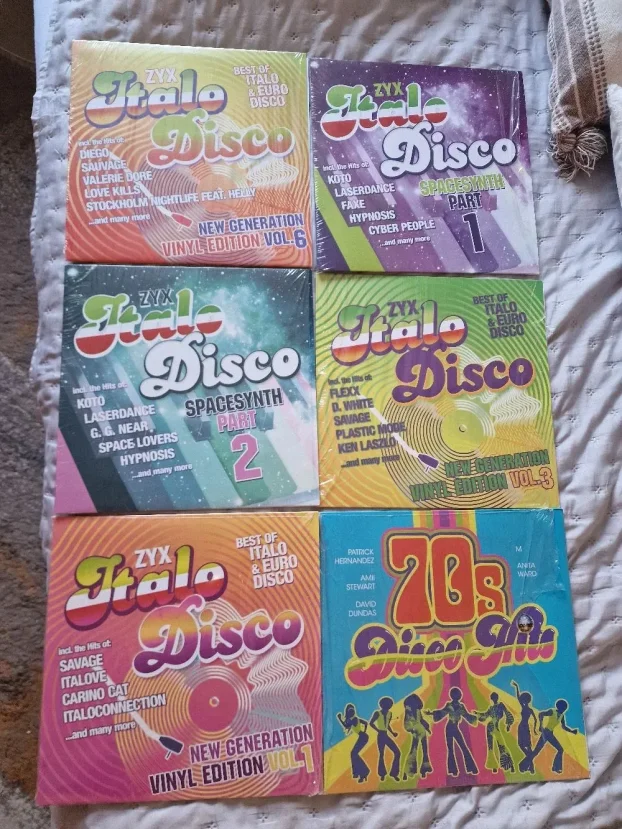 ZYX
Italo
Disco
BEST OF
ITALO
& EURO
DISCO
incl. the Hits of:
DIEGO
SAUVAGE
VALERIE DORE
LOVE KILLS
STOCKHOLM NIGHTLIFE FEAT. HELLY
...and many more
NEW GENERATION
VINYL EDITION VOL.6
ZYX
Italo
Disco
incl. the Hits of:
KOTO
LASERDANCE
FAXE
HYPNOSIS
CYBER PEOPLE
...and many more
SPACESYNTH
PART
1
ZYX
Italo
Disco
incl. the Hits of:
KOTO
LASERDANCE
G. G. NEAR
SPACE LOVERS
HYPNOSIS
...and many more
SPACESYNTH
PART
2
ZYX
Italo
Disco
BEST OF
ITALO
& EURO
DISCO
incl. the Hits of:
FLEXX
D. WHITE
SAVAGE
PLASTIC MODE
KEN LASZLO
...and many more
NEW GENERATION
VINYL EDITION VOL.3
ZYX
Italo
Disco
BEST OF
ITALO
& EURO
DISCO
incl. the Hits of:
SAVAGE
ITALOVE
CARINO CAT
ITALOCONNECTION
...and many more
NEW GENERATION
VINYL EDITION VOL.1
PATRICK
HERNANDEZ
AMII
STEWART
DAVID
DUNDAS
70s
M
ANITA
WARD
Disco Hits